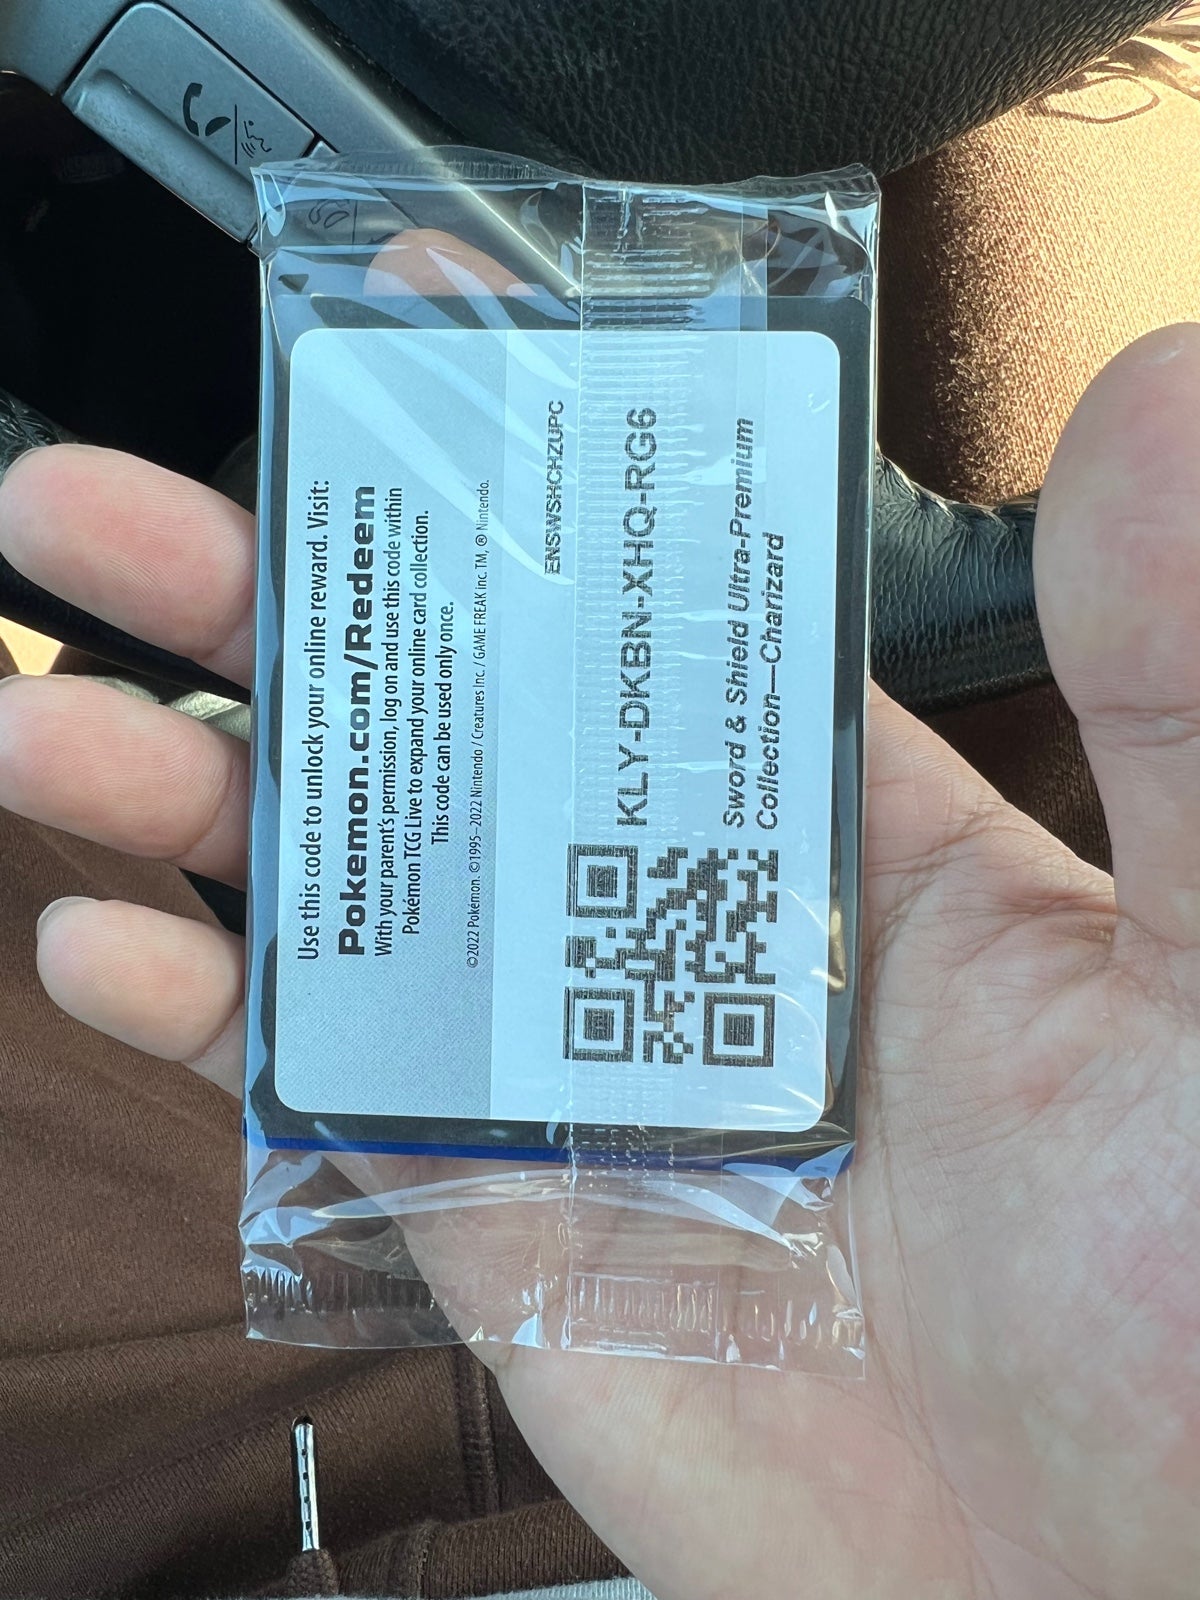 Use this code to unlock your online reward. Visit:
Pokemon.com/Redeem
With your parent's permission, log on and use this code within
Pokémon TCG Live to expand your online card collection.
This code can be used only once.
©2022 Pokémon. ©1995–2022 Nintendo / Creatures Inc. / GAME FREAK inc. TM, ® Nintendo.
ENSWSHCHZUPC
KLY-DKBN-XHQ-RG6
Sword & Shield Ultra-Premium
Collection—Charizard